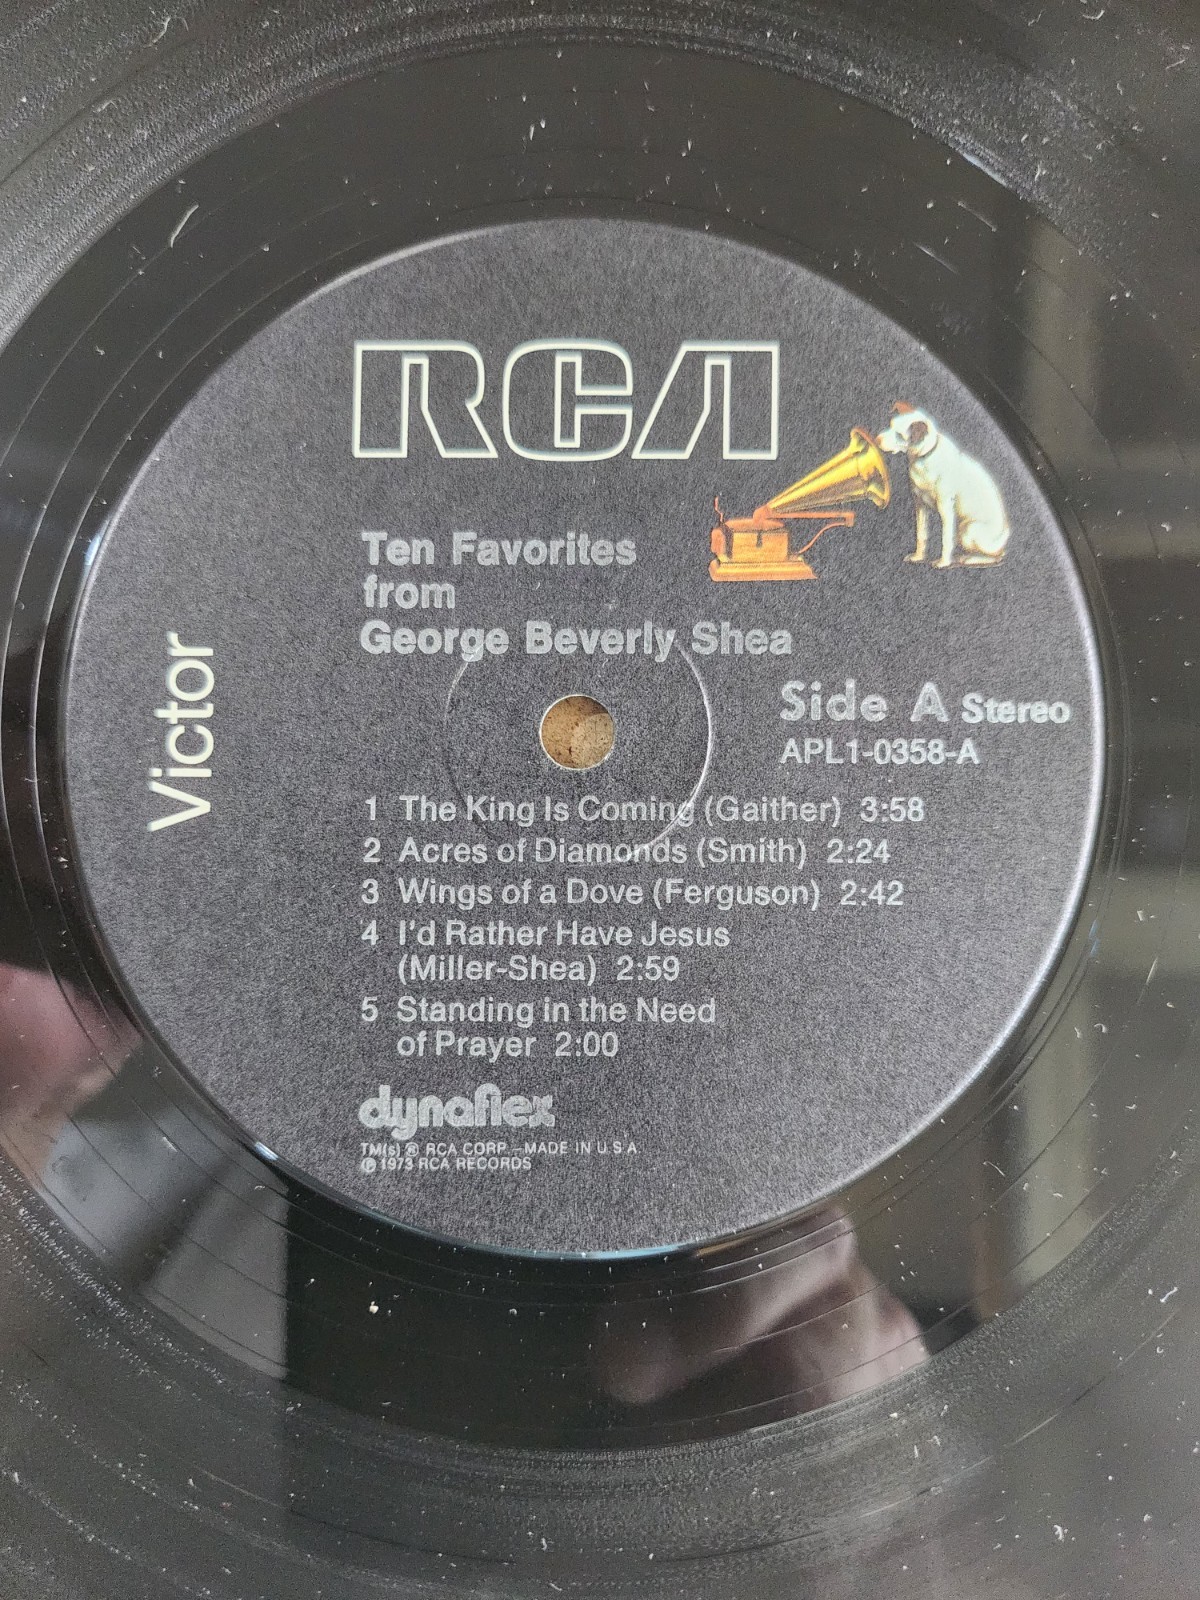 RCA
Victor
Ten Favorites
from
George Beverly Shea
Side A Stereo
APL1-0358-A
1 The King Is Coming (Gaither) 3:58
2 Acres of Diamonds (Smith) 2:24
3 Wings of a Dove (Ferguson) 2:42
4 I'd Rather Have Jesus
(Miller-Shea) 2:59
5 Standing in the Need
of Prayer 2:00
dynaflex
TM(s) ® RCA CORP.—MADE IN U S A
℗ 1973 RCA RECORDS